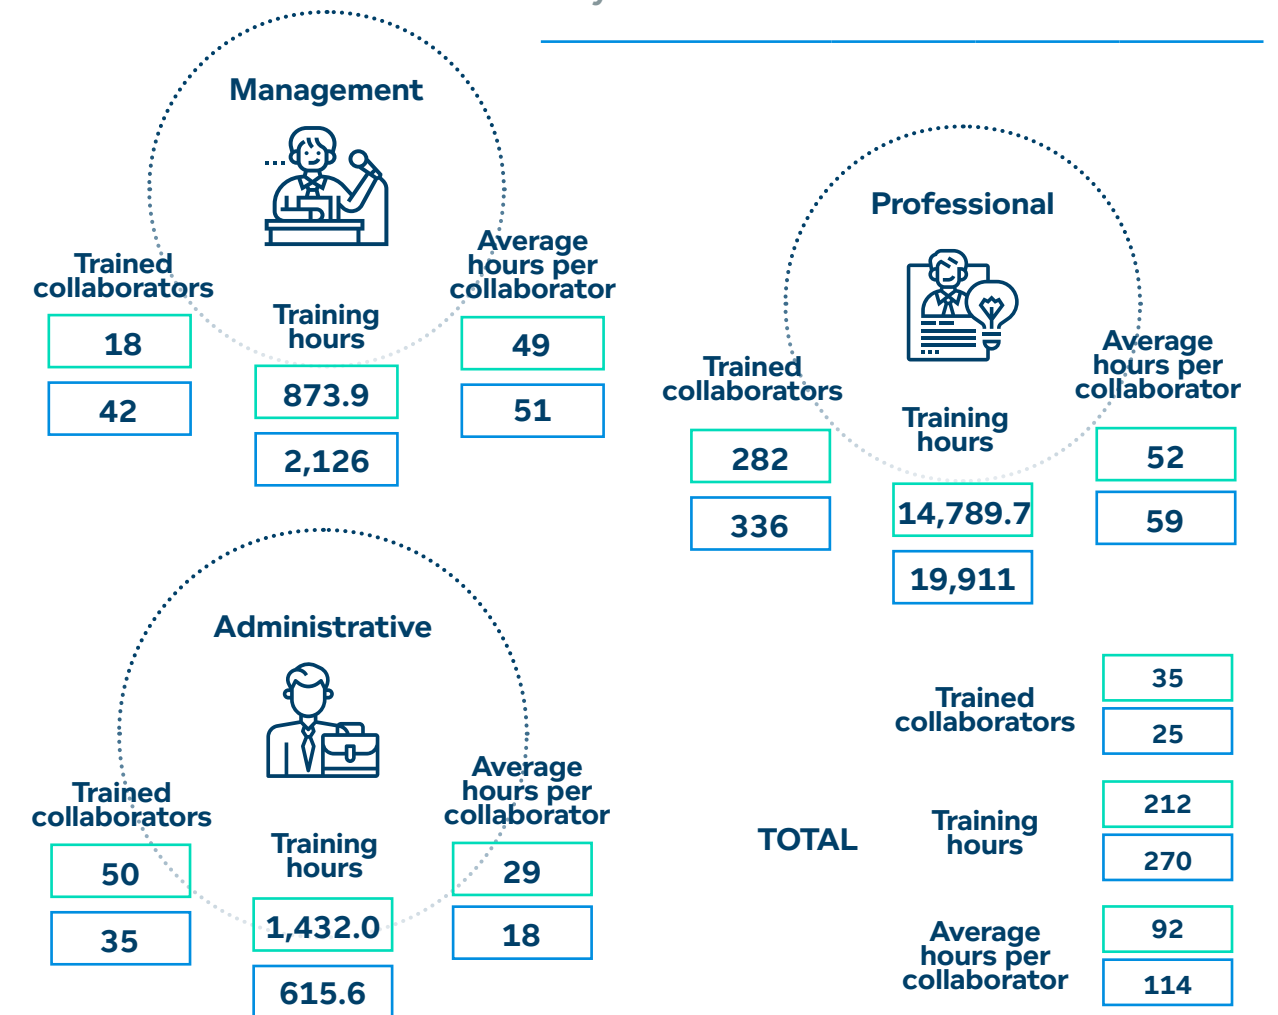 Management
Trained
collaborators
18
42
Training
hours
873.9
2,126
Average
hours per
collaborator
49
51
Professional
Trained
collaborators
282
336
Training
hours
14,789.7
19,911
Average
hours per
collaborator
52
59
Administrative
Trained
collaborators
50
35
Training
hours
1,432.0
615.6
Average
hours per
collaborator
29
18
TOTAL
Trained
collaborators
35
25
Training
hours
212
270
Average
hours per
collaborator
92
114